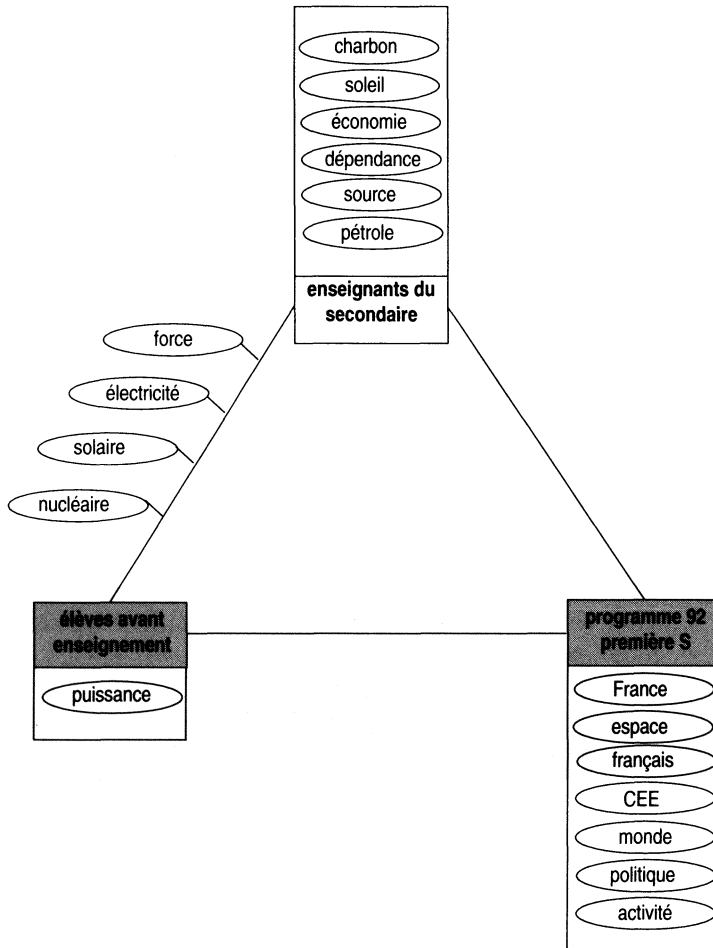 charbon
soleil
économie
dépendance
source
pétrole
enseignants du
secondaire
force
électricité
solaire
nucléaire
élèves avant
enseignement
puissance
programme 92
première S
France
espace
français
CEE
monde
politique
activité